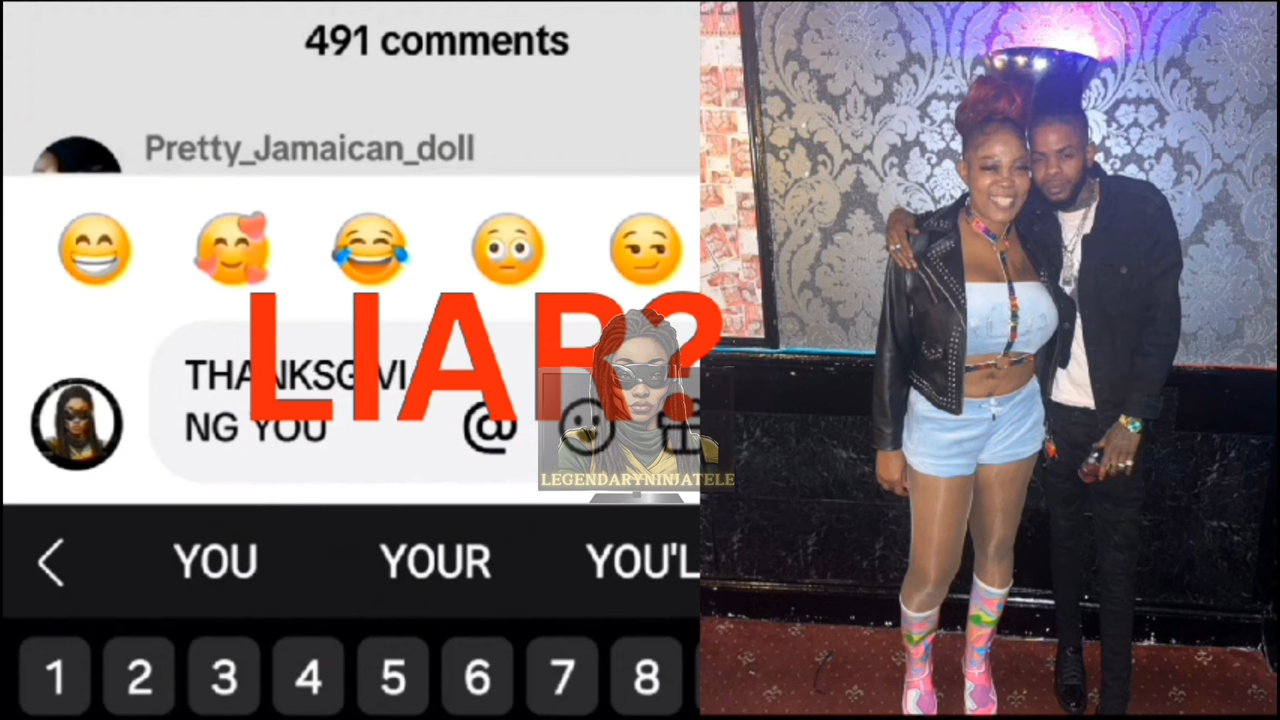 491 comments
Pretty_Jamaican_doll
LIAR?
THANKSGIVI
NG YOU
@
LEGENDARYNINJATELE
YOU YOUR YOU'L
1 2 3 4 5 6 7 8